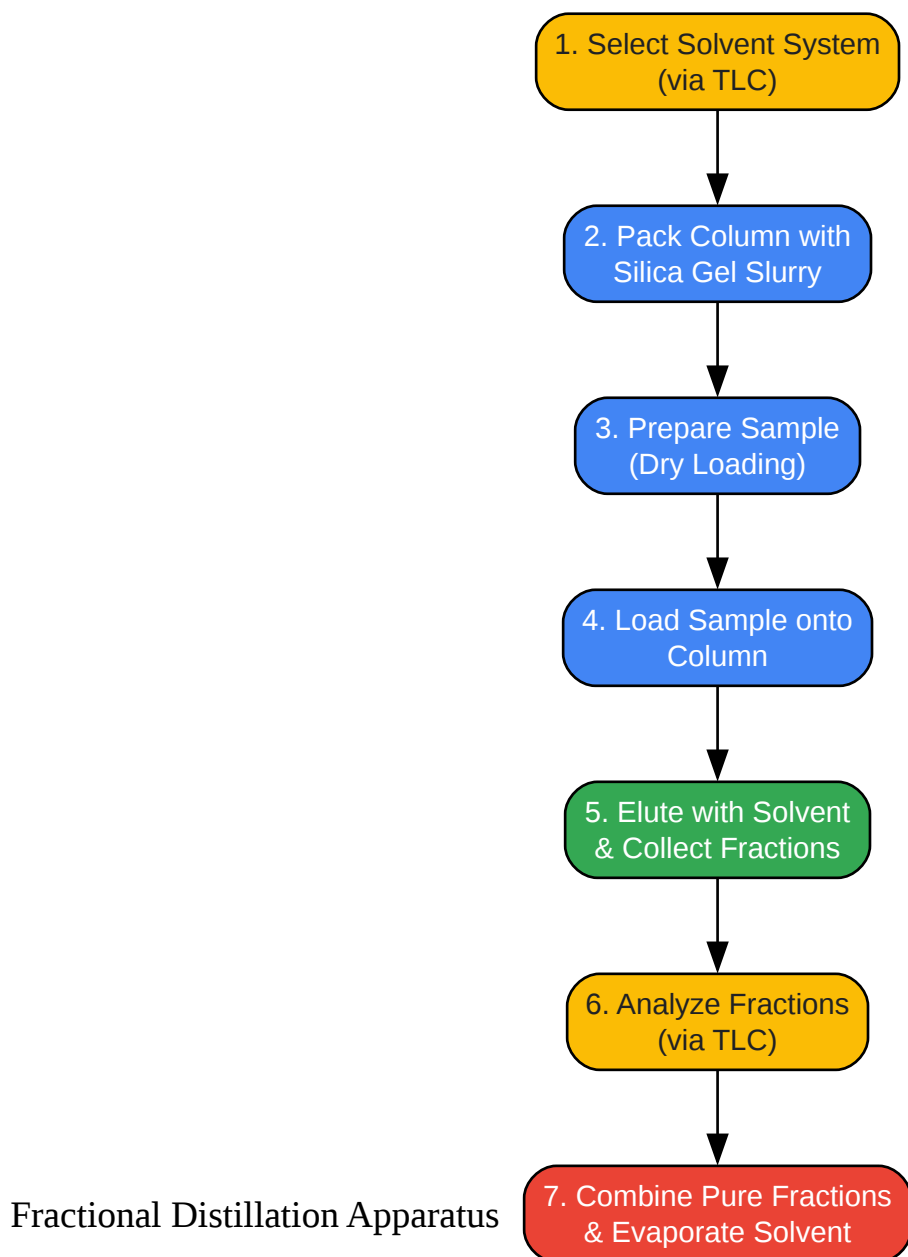 1. Select Solvent System
(via TLC)
2. Pack Column with
Silica Gel Slurry
3. Prepare Sample
(Dry Loading)
4. Load Sample onto
Column
5. Elute with Solvent
& Collect Fractions
6. Analyze Fractions
(via TLC)
Fractional Distillation Apparatus
7. Combine Pure Fractions
& Evaporate Solvent